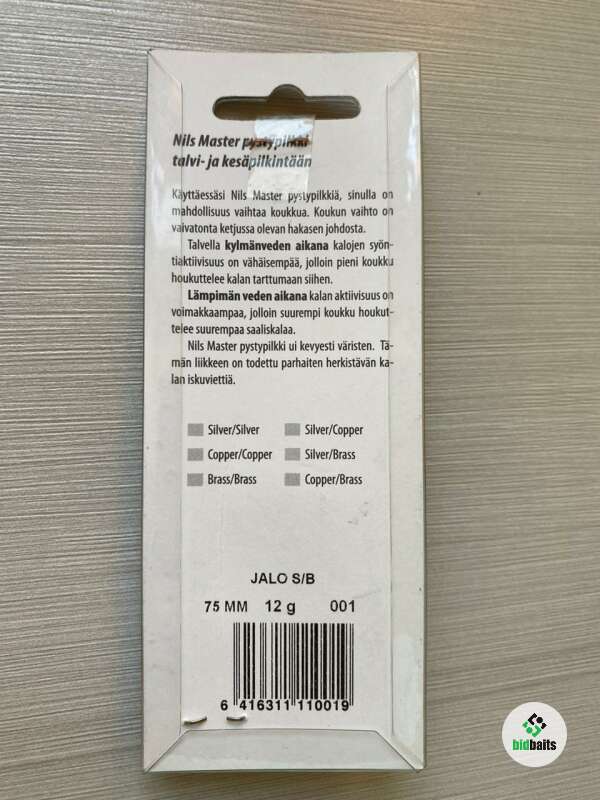 Nils Master pystypilkki
talvi- ja kesäpilkintään
Käyttäessäsi Nils Master pystypilkkiä, sinulla on
mahdollisuus vaihtaa koukkua. Koukun vaihto on
vaivatonta ketjussa olevan hakasen johdosta.
Talvella kylmänveden aikana kalojen syön-
tiaktiivisuus on vähäisempää, jolloin pieni koukku
houkuttelee kalan tarttumaan siihen.
Lämpimän veden aikana kalan aktiivisuus on
voimakkaampaa, jolloin suurempi koukku houkut-
telee suurempaa saaliskalaa.
Nils Master pystypilkki ui kevyesti väristen. Tä-
män liikkeen on todettu parhaiten herkistävän ka-
lan iskuviettiä.
Silver/Silver Silver/Copper
Copper/Copper Silver/Brass
Brass/Brass Copper/Brass
JALO S/B
75 MM 12 g 001
6 416311 110019
bidbaits